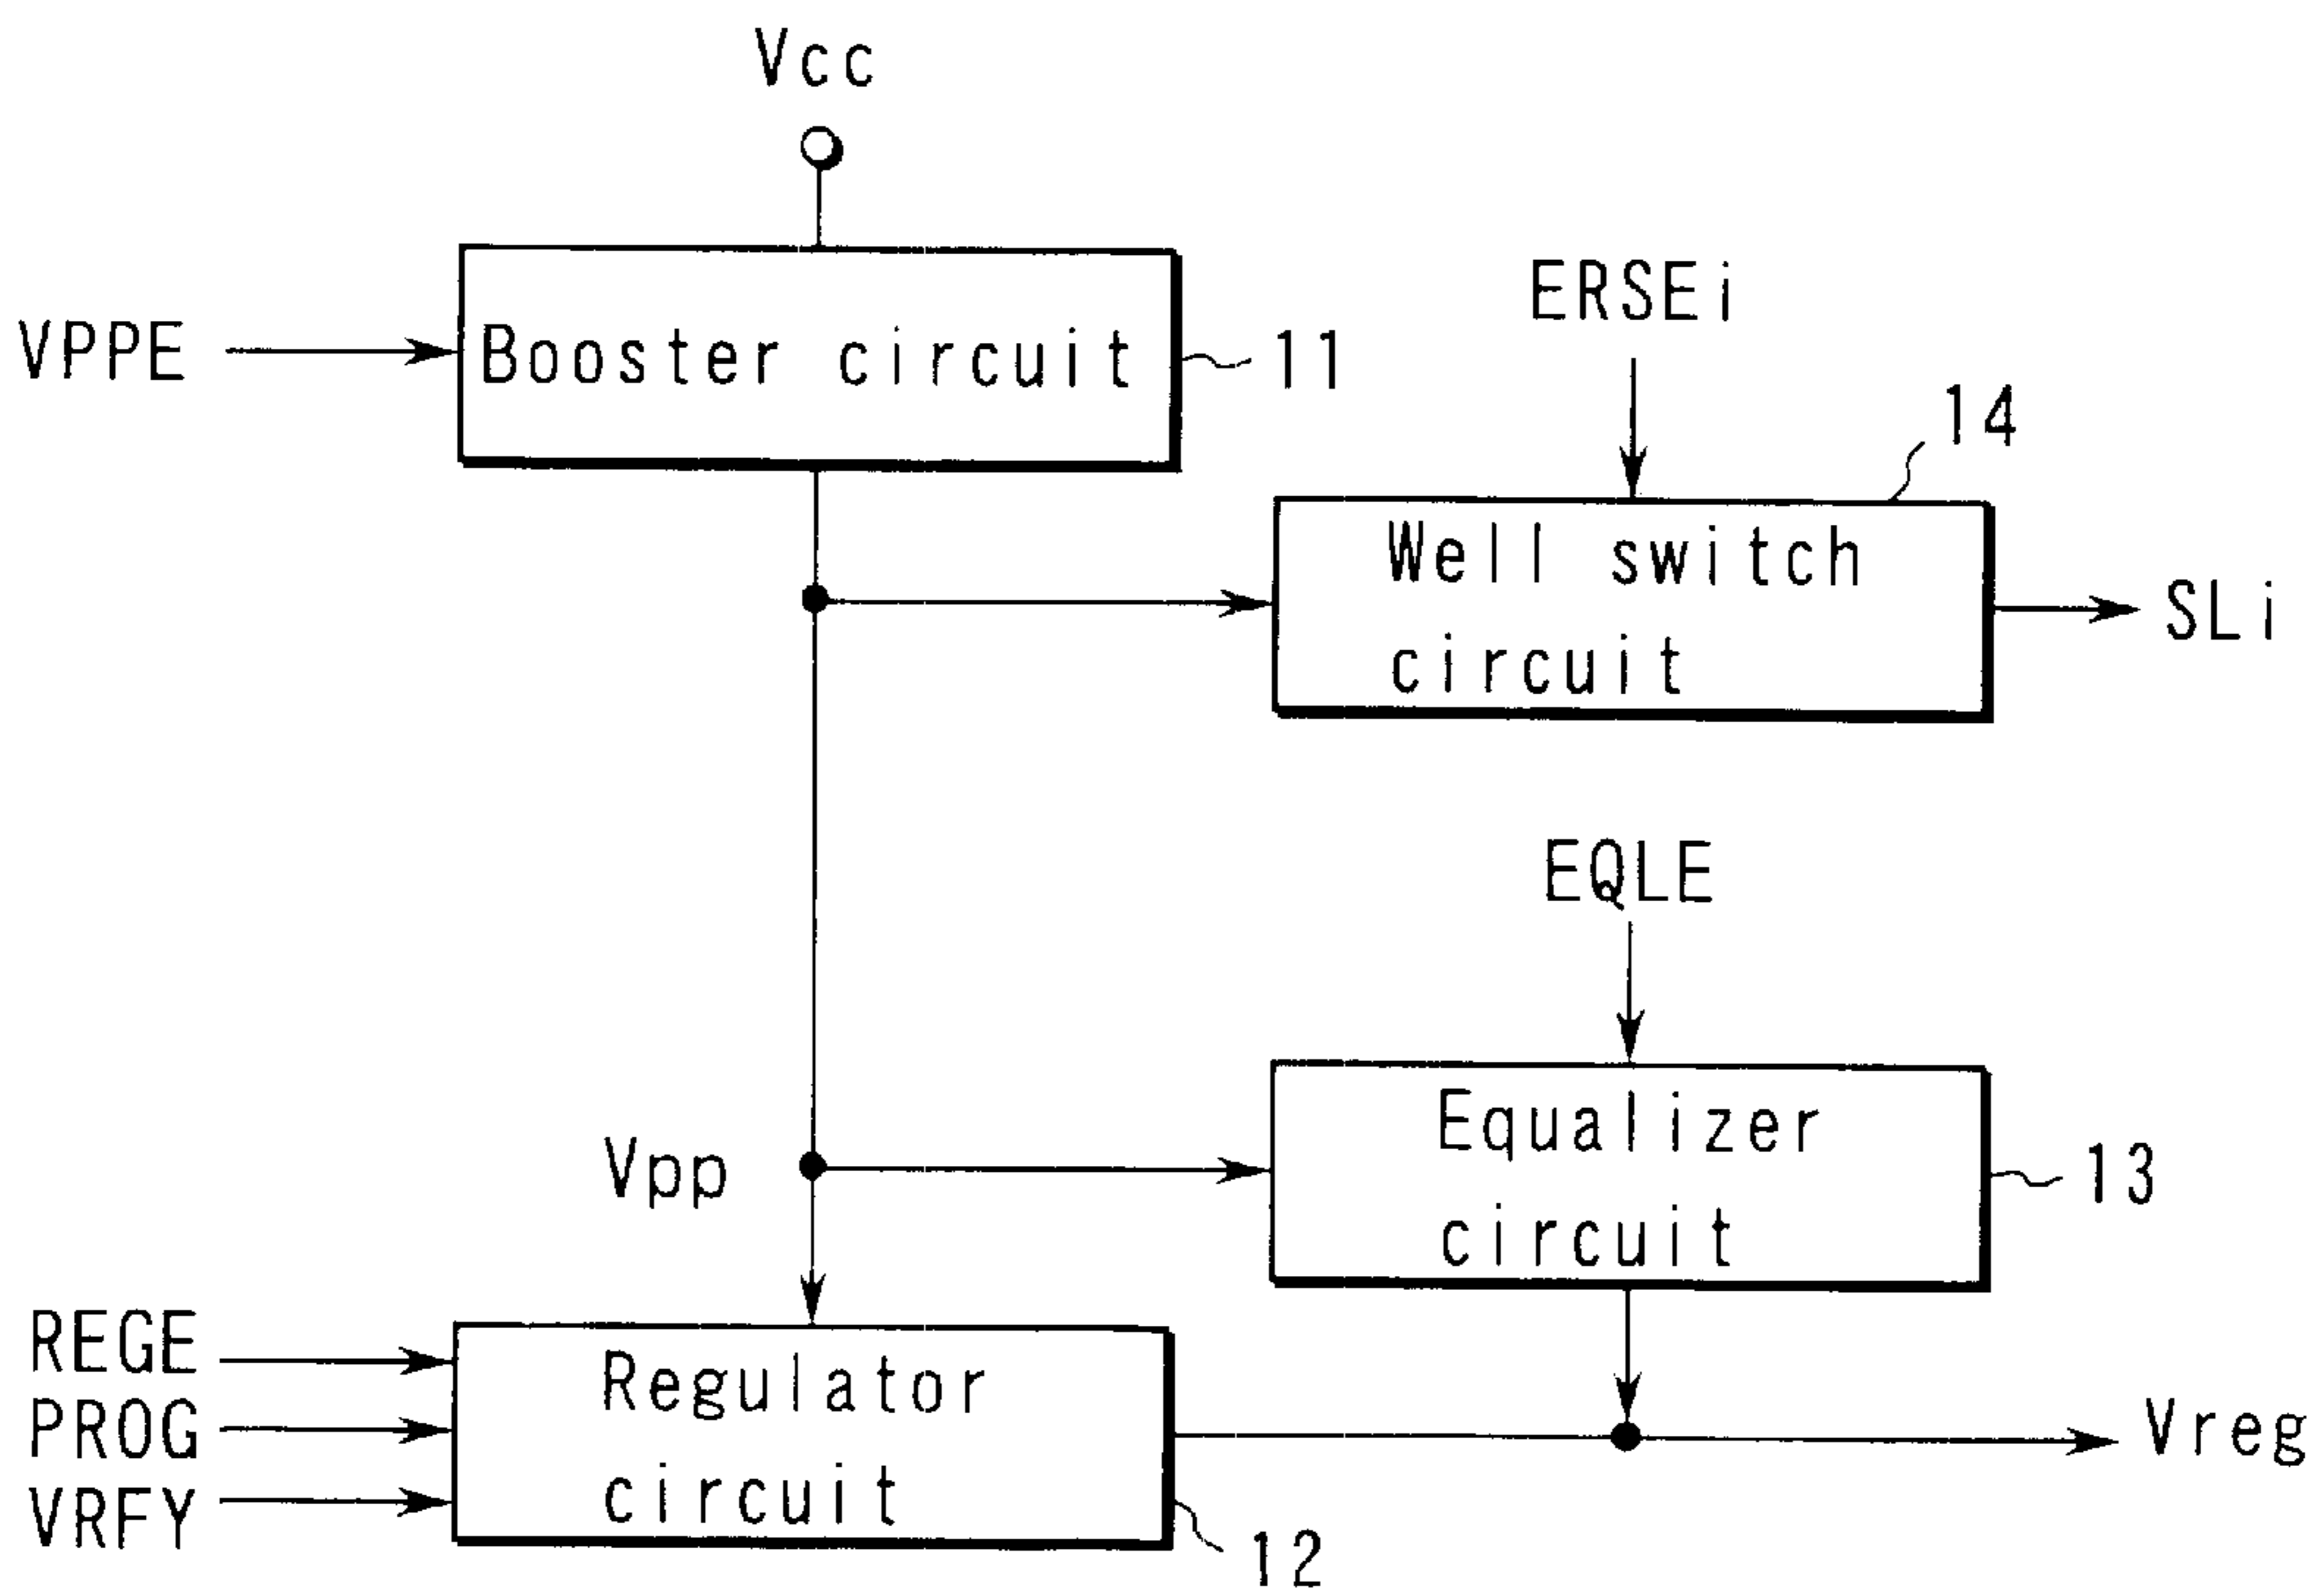 Vcc
VPPE
Booster circuit
11
ERSEi
14
Well switch
circuit
SLi
EQLE
Vpp
Equalizer
circuit
13
REGE
PROG
VRFY
Regulator
circuit
12
Vreg